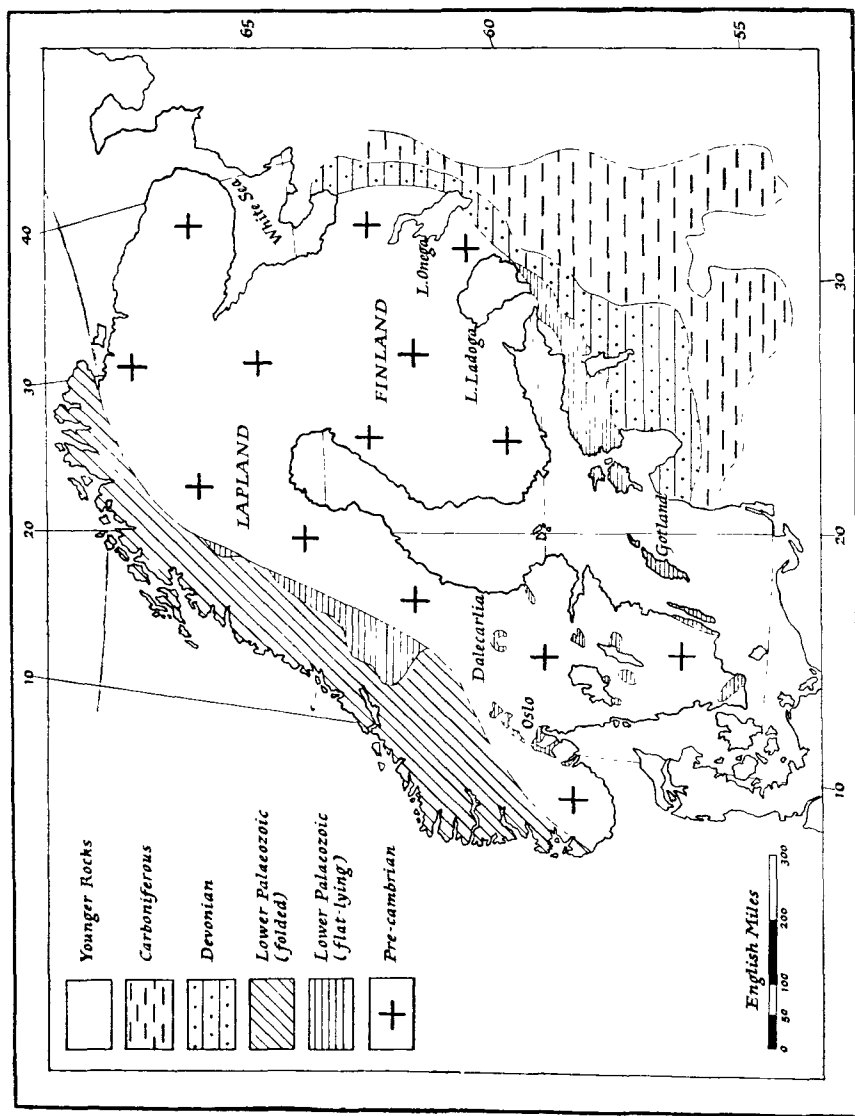 Younger Rocks
Carboniferous
Devonian
Lower Palaeozoic
(folded)
Lower Palaeozoic
(flat-lying)
Pre-cambrian
English Miles
0 50 100 200 300
10
20
30
40
65
60
55
10
20
30
White Sea
LAPLAND
FINLAND
L.Onega
L.Ladoga
Dalecarlia
Oslo
Gotland